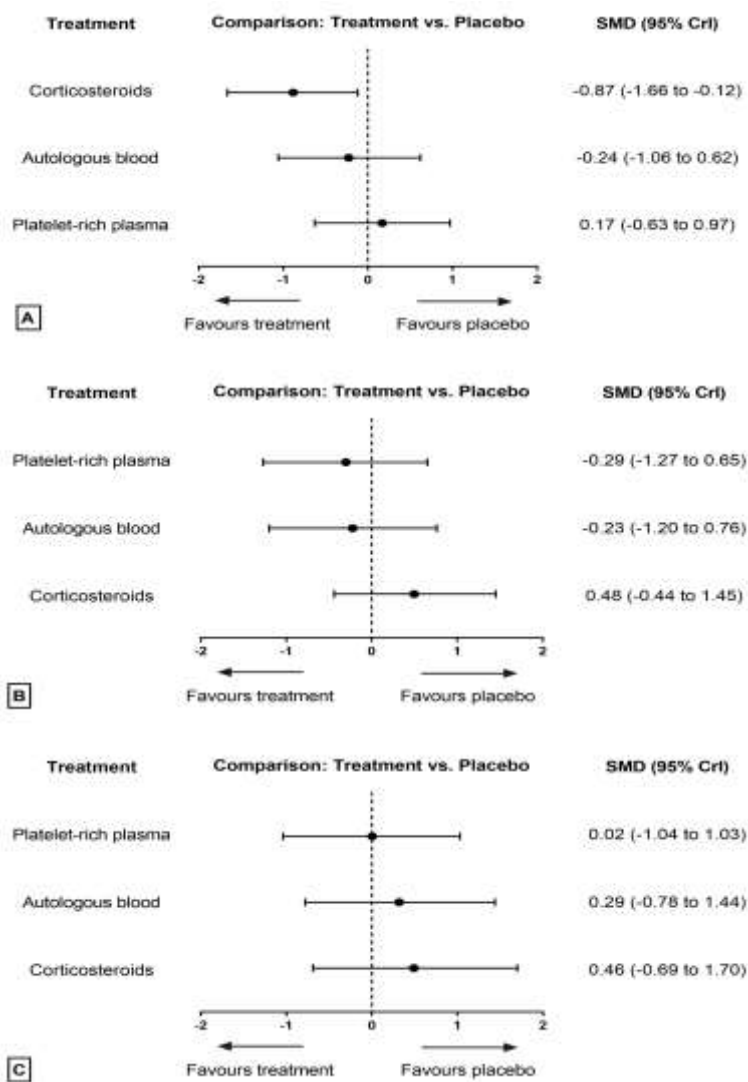 Treatment Comparison: Treatment vs. Placebo SMD (95% CrI)
Corticosteroids -0.87 (-1.66 to -0.12)
Autologous blood -0.24 (-1.06 to 0.62)
Platelet-rich plasma 0.17 (-0.63 to 0.97)
-2 -1 0 1 2
A
Favours treatment Favours placebo
Treatment Comparison: Treatment vs. Placebo SMD (95% CrI)
Platelet-rich plasma -0.29 (-1.27 to 0.65)
Autologous blood -0.23 (-1.20 to 0.76)
Corticosteroids 0.48 (-0.44 to 1.45)
-2 -1 0 1 2
B
Favours treatment Favours placebo
Treatment Comparison: Treatment vs. Placebo SMD (95% CrI)
Platelet-rich plasma 0.02 (-1.04 to 1.03)
Autologous blood 0.29 (-0.78 to 1.44)
Corticosteroids 0.46 (-0.69 to 1.70)
-2 -1 0 1 2
C
Favours treatment Favours placebo